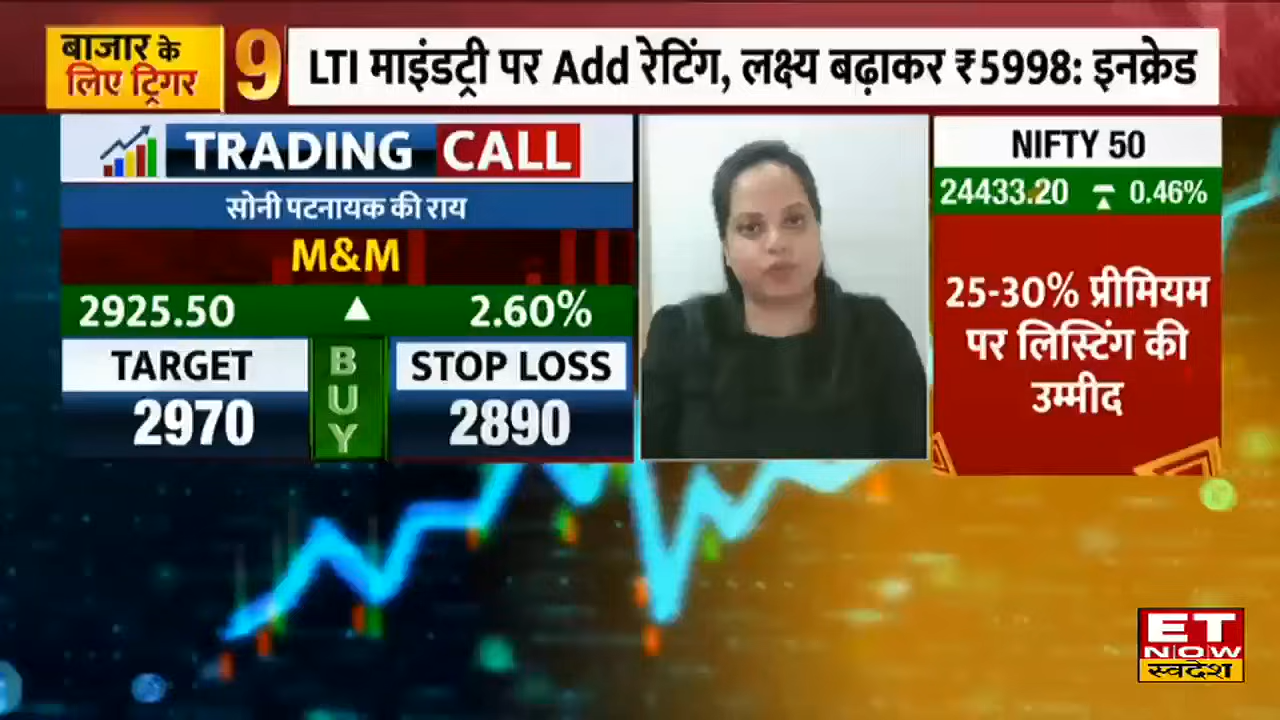 बाजार के
लिए ट्रिगर
9
LTI माइंडट्री पर Add रेटिंग, लक्ष्य बढ़ाकर ₹5998: इनक्रेड
TRADING CALL
सोनी पटनायक की राय
M&M
2925.50 2.60%
TARGET
2970
BUY
STOP LOSS
2890
NIFTY 50
24433.20 0.46%
25-30% प्रीमियम
पर लिस्टिंग की
उम्मीद
ET
NOW
स्वदेश